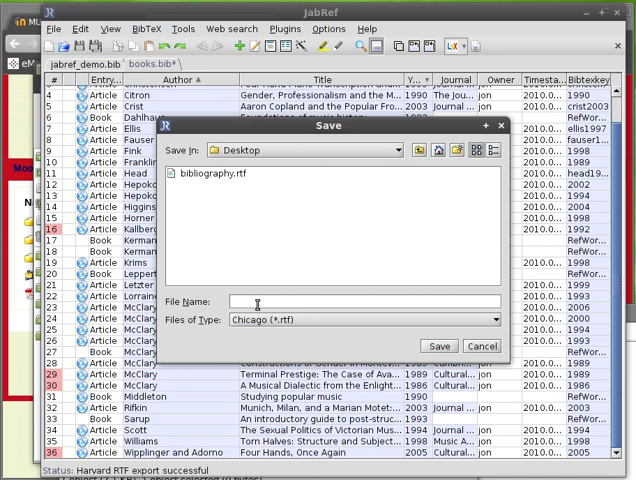 JabRef
File Edit View BibTeX Tools Web search Plugins Options Help
jabref_demo.bib books.bib*
# Entry... Author Title Y... Journal Owner Timesta... Bibtexkey
4 Article Citron Gender, Professionalism and the M... 1990 The Jou... jon 2010.0... 1990
5 Article Crist Aaron Copland and the Popular Fro... 2003 Journal ... jon 2010.0... crist2003
6 Book Dahlhaus RefWor...
7 Article Ellis ellis1997
8 Article Fauser fauser1...
9 Article Fink 1998
10 Article Franklin 1989
11 Article Head head19...
12 Article Hepoko 2002
13 Article Hepoko 1994
14 Article Higgins 2004
15 Article Horner 1998
16 Article Kallberg 1992
17 Book Kerman RefWor...
18 Book Kerman RefWor...
19 Article Krims 1998
20 Book Leppert RefWor...
21 Article Letzter 1999
22 Article Lorraine 1993
23 Article McClary 2006
24 Article McClary 2000
25 Article McClary 1994
26 Article McClary 1993
27 Book McClary RefWor...
28 Article McClary 1989
29 Article McClary Terminal Prestige: The Case of Ava... 1989 Cultural... jon 2010.0... 1989
30 Article McClary A Musical Dialectic from the Enlight... 1986 Cultural... jon 2010.0... 1986
31 Book Middleton Studying popular music 1990 RefWor...
32 Article Rifkin Munich, Milan, and a Marian Motet:... 2003 Journal ... jon 2010.0... 2003
33 Book Sarup An introductory guide to post-struc... 1993 RefWor...
34 Article Scott The Sexual Politics of Victorian Mus... 1994 Journal ... jon 2010.0... 1994
35 Article Williams Torn Halves: Structure and Subject... 1998 Music A... jon 2010.0... 1998
36 Article Wipplinger and Adorno Four Hands, Once Again 2005 Cultural... jon 2010.0... 2005
Status: Harvard RTF export successful
Save
Save In: Desktop
bibliography.rtf
File Name:
Files of Type: Chicago (*.rtf)
Save Cancel